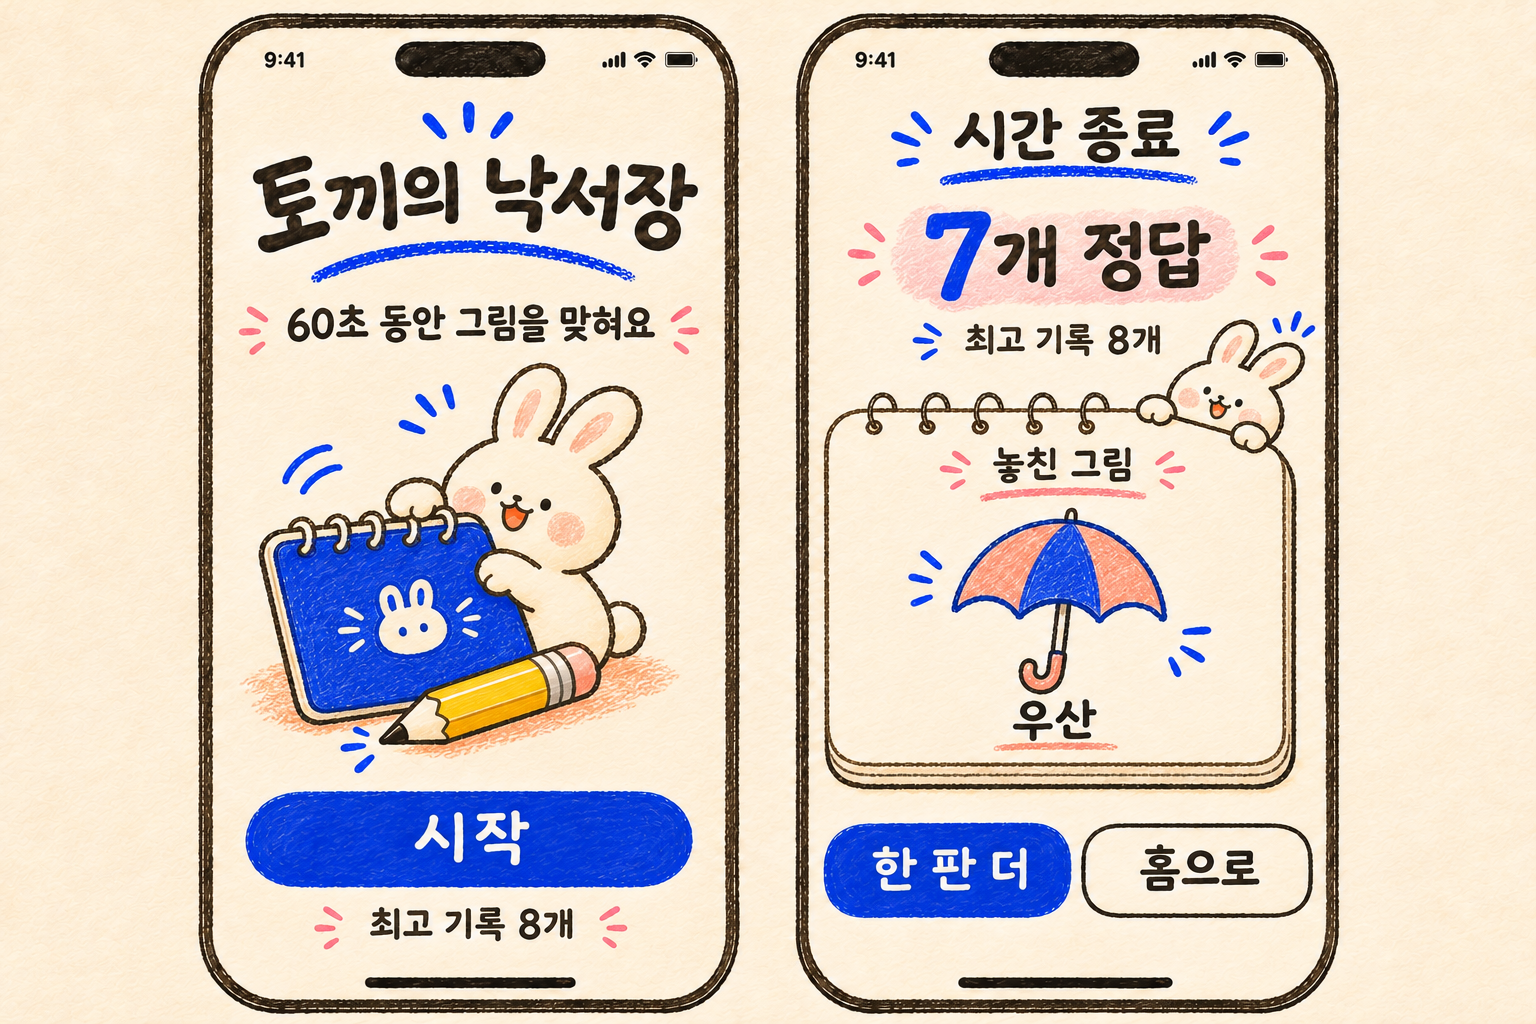 9:41
토끼의 낙서장
60초 동안 그림을 맞혀요
시작
최고 기록 8개
9:41
시간 종료
7개 정답
최고 기록 8개
놓친 그림
우산
한 판 더
홈으로